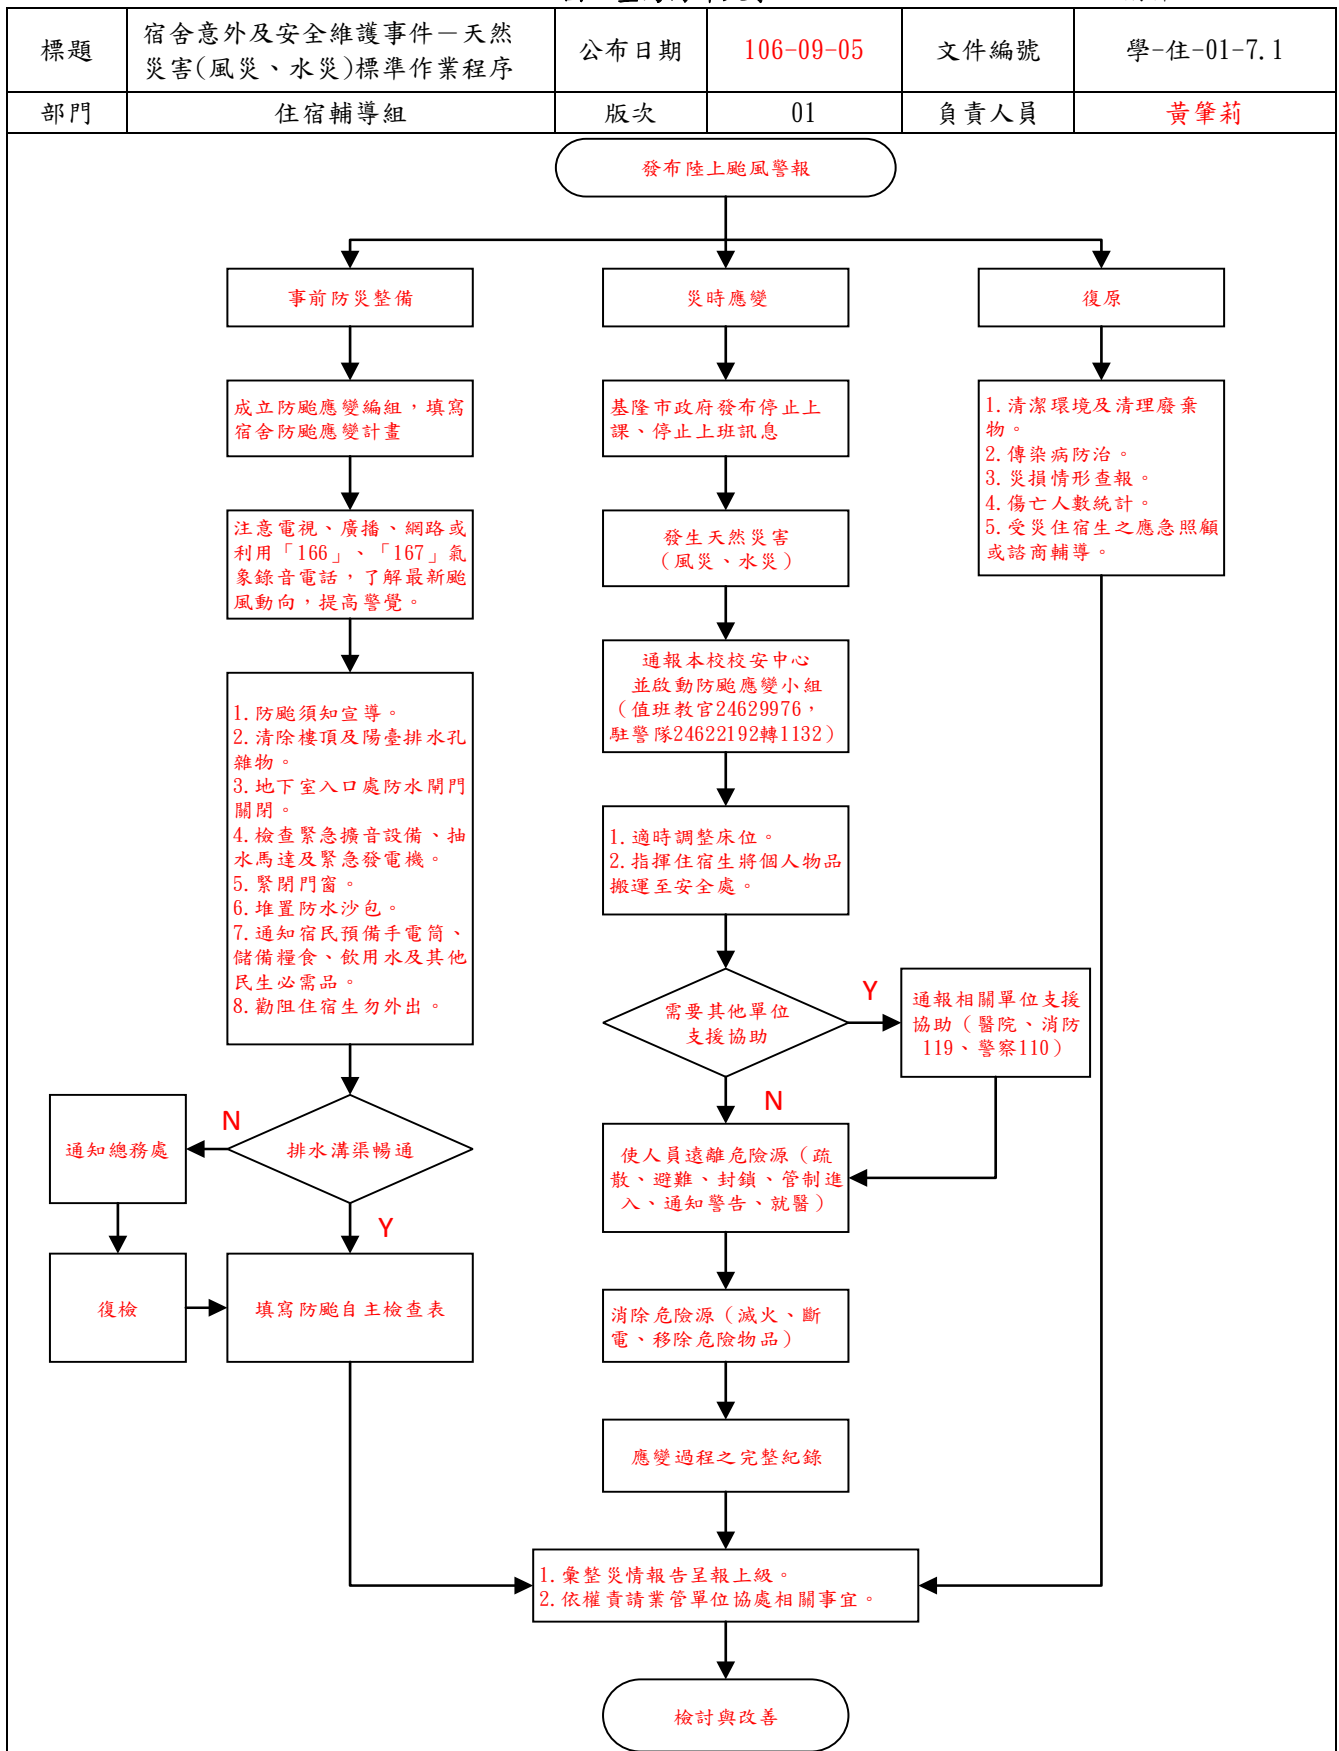 標題
宿舍意外及安全維護事件－天然
災害(風災、水災)標準作業程序
公布日期
106-09-05
文件編號
學-住-01-7.1
部門
住宿輔導組
版次
01
負責人員
黃肇莉
發布陸上颱風警報
事前防災整備
災時應變
復原
成立防颱應變編組，填寫
宿舍防颱應變計畫
基隆市政府發布停止上
課、停止上班訊息
1.清潔環境及清理廢棄
物。
2.傳染病防治。
3.災損情形查報。
4.傷亡人數統計。
5.受災住宿生之應急照顧
或諮商輔導。
注意電視、廣播、網路或
利用「166」、「167」氣
象錄音電話，了解最新颱
風動向，提高警覺。
發生天然災害
（風災、水災）
通報本校校安中心
並啟動防颱應變小組
（值班教官24629976，
駐警隊24622192轉1132）
1.防颱須知宣導。
2.清除樓頂及陽臺排水孔
雜物。
3.地下室入口處防水閘門
關閉。
4.檢查緊急擴音設備、抽
水馬達及緊急發電機。
5.緊閉門窗。
6.堆置防水沙包。
7.通知宿民預備手電筒、
儲備糧食、飲用水及其他
民生必需品。
8.勸阻住宿生勿外出。
1.適時調整床位。
2.指揮住宿生將個人物品
搬運至安全處。
需要其他單位
支援協助
Y
通報相關單位支援
協助（醫院、消防
119、警察110）
N
排水溝渠暢通
N
通知總務處
Y
使人員遠離危險源（疏
散、避難、封鎖、管制進
入、通知警告、就醫）
復檢
填寫防颱自主檢查表
消除危險源（滅火、斷
電、移除危險物品）
應變過程之完整紀錄
1.彙整災情報告呈報上級。
2.依權責請業管單位協處相關事宜。
檢討與改善